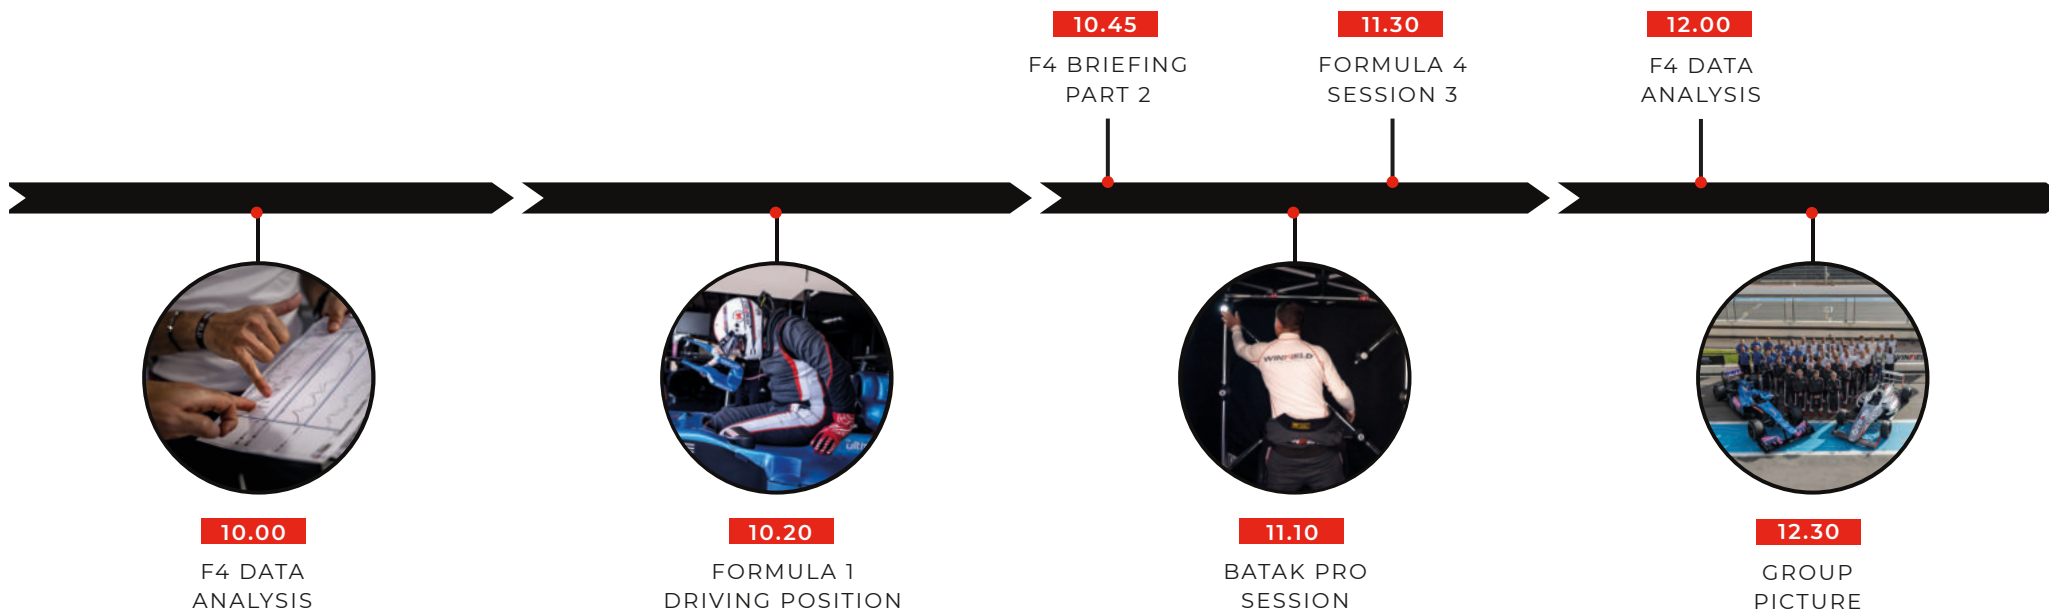 10.45
F4 BRIEFING
PART 2
11.30
FORMULA 4
SESSION 3
12.00
F4 DATA
ANALYSIS
WINFIELD
10.00
F4 DATA
ANALYSIS
10.20
FORMULA 1
DRIVING POSITION
11.10
BATAK PRO
SESSION
12.30
GROUP
PICTURE